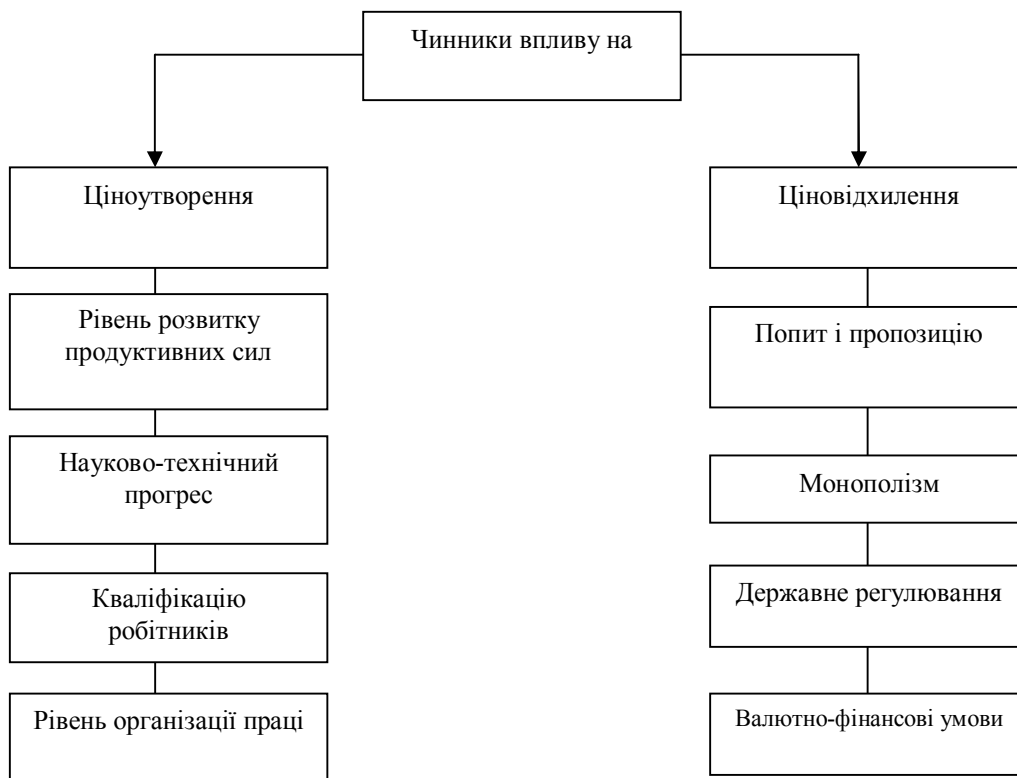 Чинники впливу на
Ціноутворення
Ціновідхилення
Рівень розвитку
продуктивних сил
Попит і пропозицію
Науково-технічний
прогрес
Монополізм
Кваліфікацію
робітників
Державне регулювання
Рівень організації праці
Валютно-фінансові умови